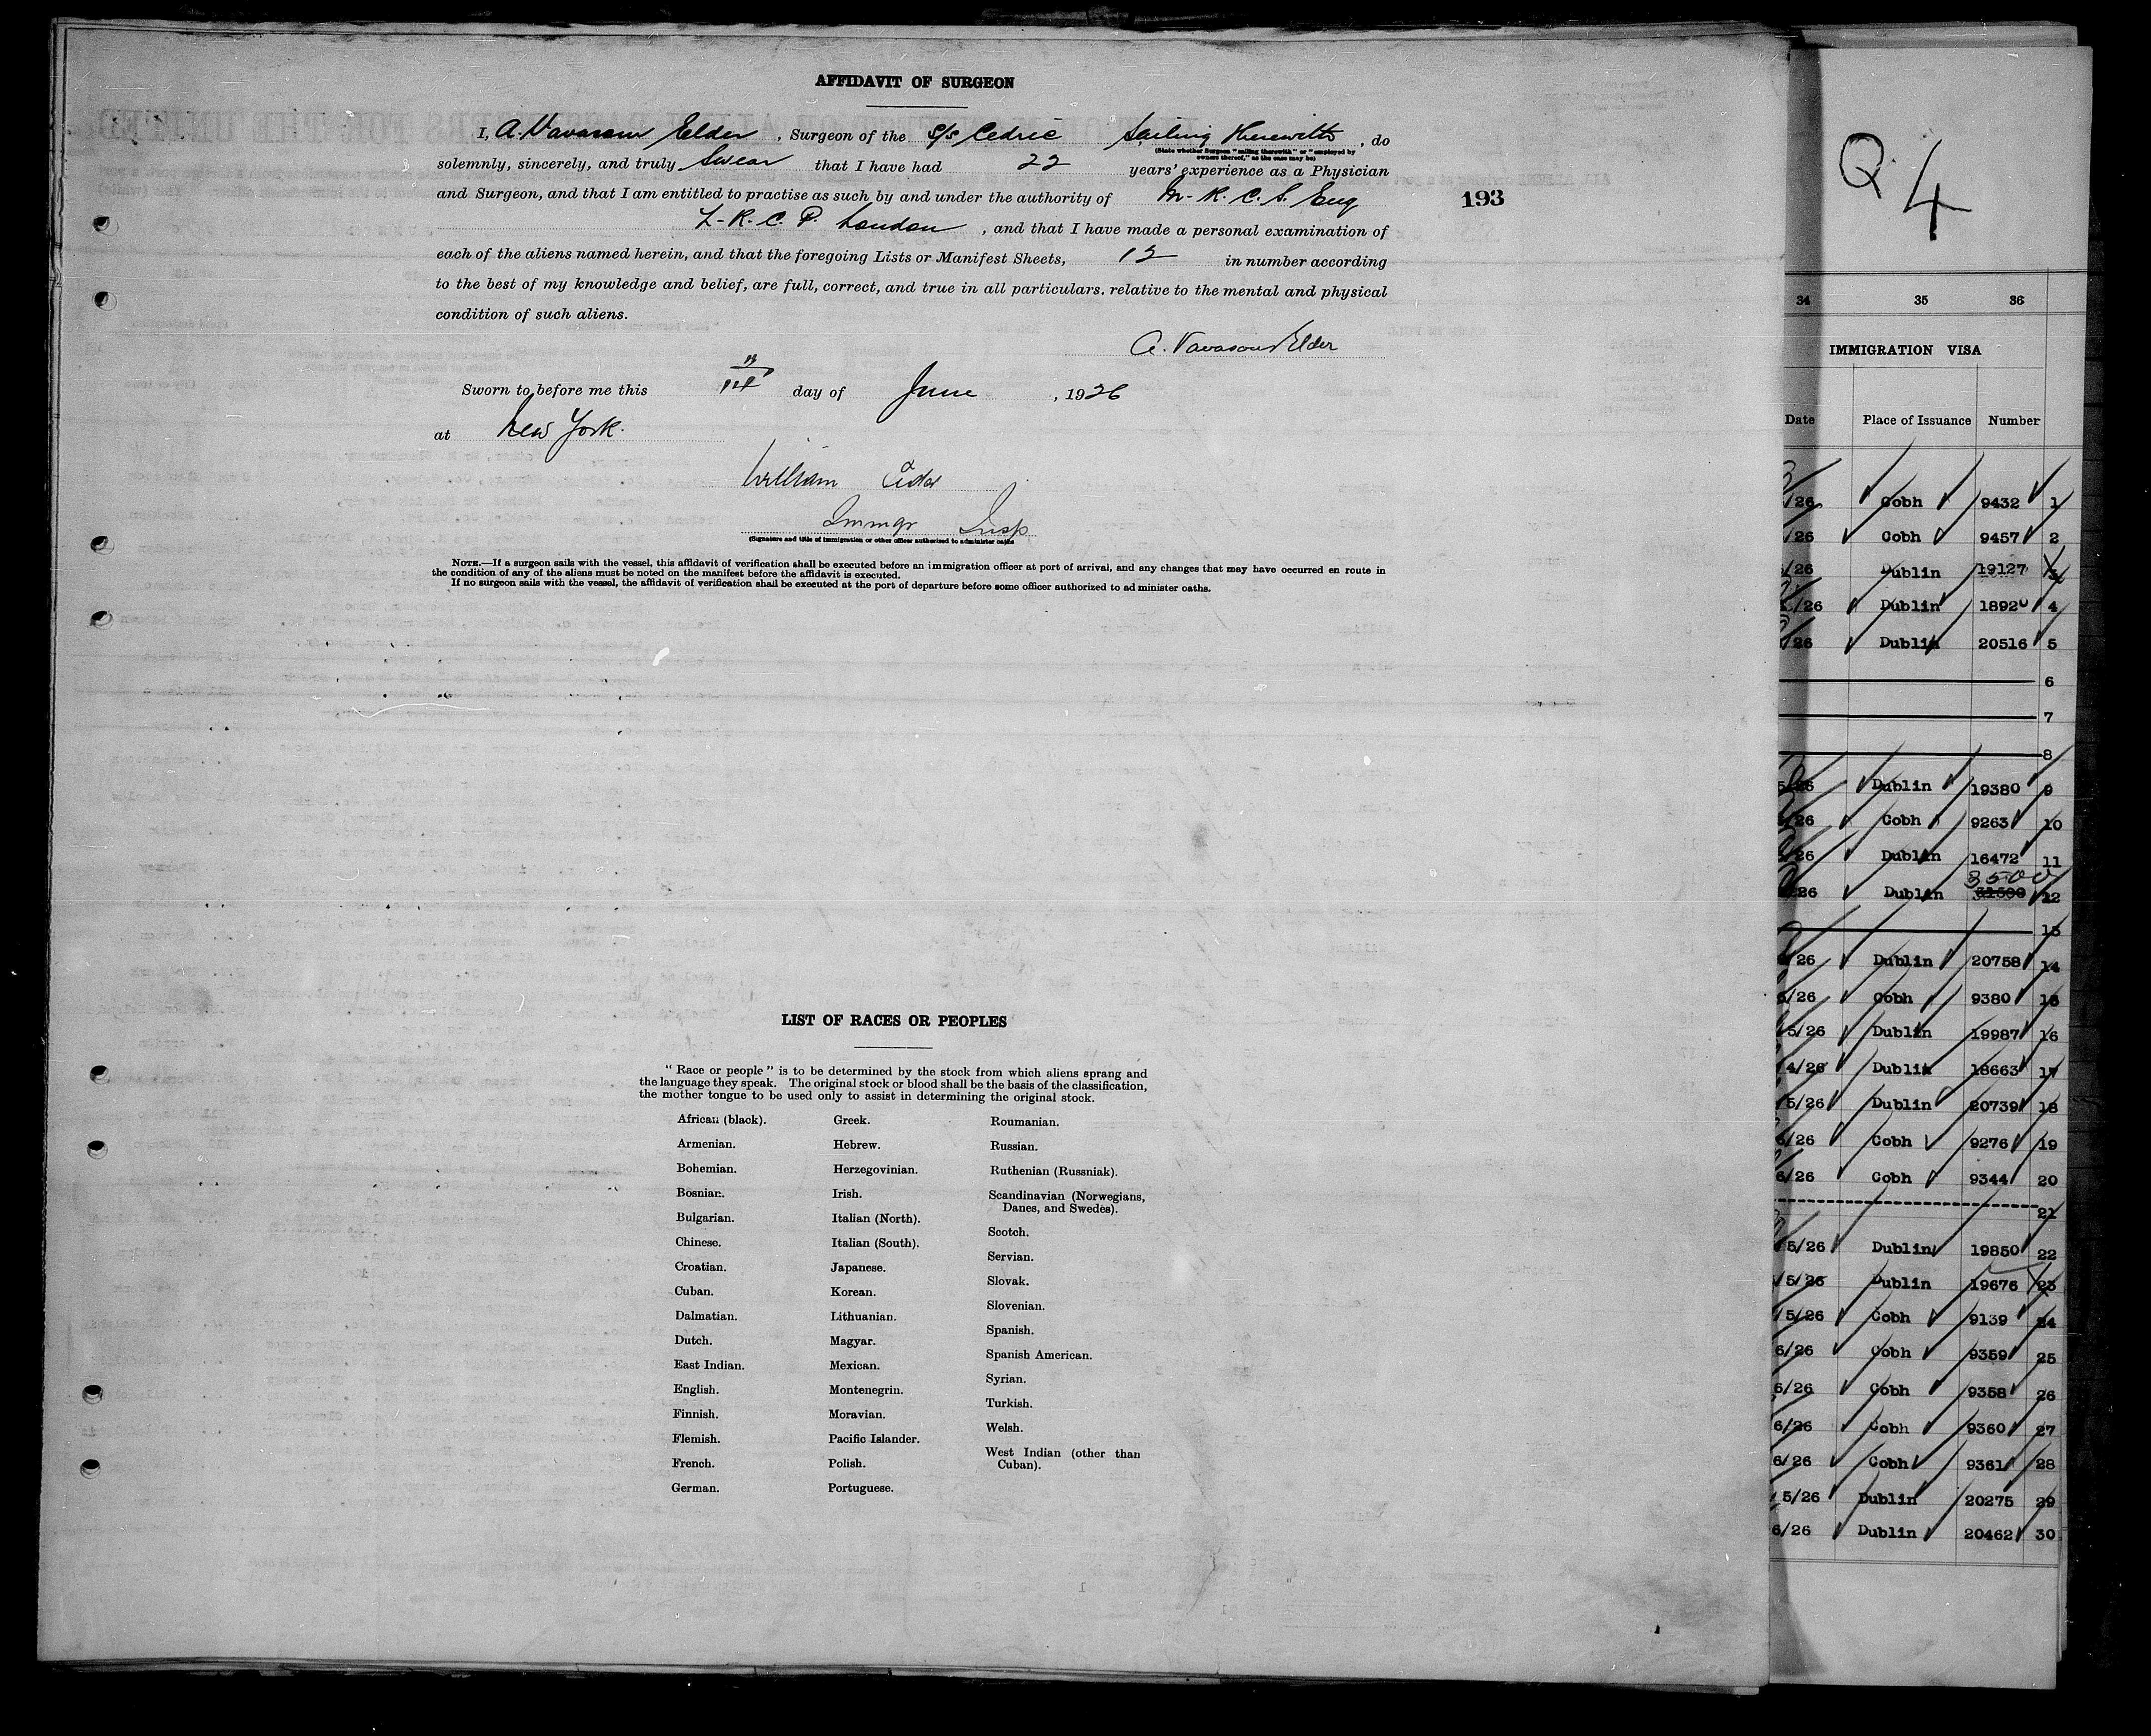 AFFIDAVIT OF SURGEON
I, A. Vavasour Elder, Surgeon of the S/S Cedric Sailing Herewith, do
(State whether Surgeon "sailing therewith" or "employed by
owners thereof," as the case may be)
solemnly, sincerely, and truly Swear that I have had 22 years' experience as a Physician
and Surgeon, and that I am entitled to practise as such by and under the authority of M.R.C.S. Eng
L.R.C.P. London, and that I have made a personal examination of
each of the aliens named herein, and that the foregoing Lists or Manifest Sheets, 12 in number according
to the best of my knowledge and belief, are full, correct, and true in all particulars, relative to the mental and physical
condition of such aliens.
A. Vavasour Elder
Sworn to before me this day of June, 1926
at New York.
William
Immgr Insp
(Signature and title of immigration or other officer authorized to administer oaths
NOTE.—If a surgeon sails with the vessel, this affidavit of verification shall be executed before an immigration officer at port of arrival, and any changes that may have occurred en route in
the condition of any of the aliens must be noted on the manifest before the affidavit is executed.
If no surgeon sails with the vessel, the affidavit of verification shall be executed at the port of departure before some officer authorized to administer oaths.
193
LIST OF RACES OR PEOPLES
"Race or people" is to be determined by the stock from which aliens sprang and
the language they speak. The original stock or blood shall be the basis of the classification,
the mother tongue to be used only to assist in determining the original stock.
African (black).
Armenian.
Bohemian.
Bosnian.
Bulgarian.
Chinese.
Croatian.
Cuban.
Dalmatian.
Dutch.
East Indian.
English.
Finnish.
Flemish.
French.
German.
Greek.
Hebrew.
Herzegovinian.
Irish.
Italian (North).
Italian (South).
Japanese.
Korean.
Lithuanian.
Magyar.
Mexican.
Montenegrin.
Moravian.
Pacific Islander.
Polish.
Portuguese.
Roumanian.
Russian.
Ruthenian (Russniak).
Scandinavian (Norwegians,
Danes, and Swedes).
Scotch.
Servian.
Slovak.
Slovenian.
Spanish.
Spanish American.
Syrian.
Turkish.
Welsh.
West Indian (other than
Cuban).
Q 4
34 35 36
IMMIGRATION VISA
Date Place of Issuance Number
/26 Cobh 9432 1
/26 Cobh 9457 2
/26 Dublin 19127 3
/26 Dublin 18920 4
/26 Dublin 20516 5
6
7
8
5/26 Dublin 19380 9
/26 Cobh 9263 10
/26 Dublin 16472 11
3500
26 Dublin 12
13
/26 Dublin 20758 14
6/26 Cobh 9380 15
5/26 Dublin 19987 16
4/26 Dublin 18663 17
5/26 Dublin 20739 18
6/26 Cobh 9276 19
6/26 Cobh 9344 20
21
5/26 Dublin 19850 22
5/26 Dublin 19676 23
5/26 Cobh 9139 24
6/26 Cobh 9359 25
6/26 Cobh 9358 26
6/26 Cobh 9360 27
6/26 Cobh 9361 28
5/26 Dublin 20275 29
6/26 Dublin 20462 30